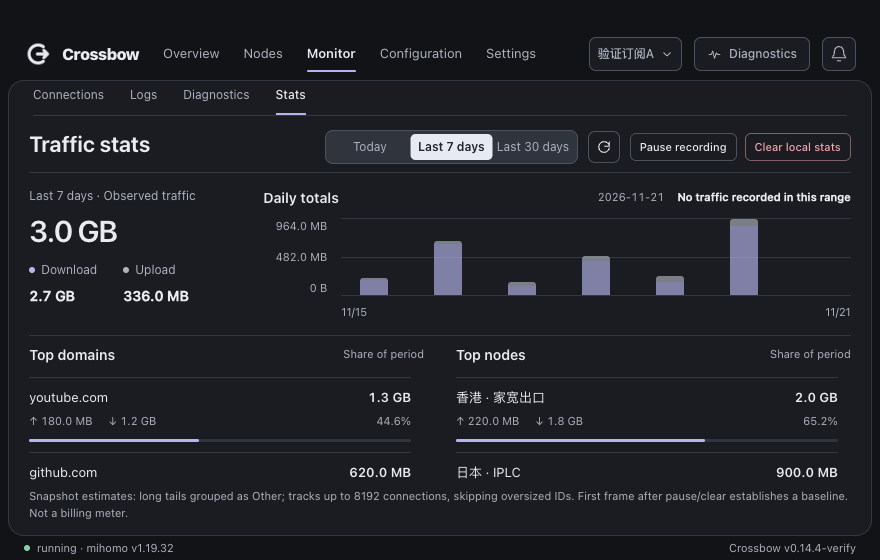 Crossbow Overview Nodes Monitor Configuration Settings 验证订阅A Diagnostics
Connections Logs Diagnostics Stats
Traffic stats Today Last 7 days Last 30 days Pause recording Clear local stats
Last 7 days · Observed traffic
3.0 GB
Download Upload
2.7 GB 336.0 MB
Daily totals 2026-11-21 No traffic recorded in this range
964.0 MB
482.0 MB
0 B
11/15 11/21
Top domains Share of period
youtube.com 1.3 GB
↑ 180.0 MB ↓ 1.2 GB 44.6%
github.com 620.0 MB
Top nodes Share of period
香港 · 家宽出口 2.0 GB
↑ 220.0 MB ↓ 1.8 GB 65.2%
日本 · IPLC 900.0 MB
Snapshot estimates: long tails grouped as Other; tracks up to 8192 connections, skipping oversized IDs. First frame after pause/clear establishes a baseline.
Not a billing meter.
running · mihomo v1.19.32 Crossbow v0.14.4-verify